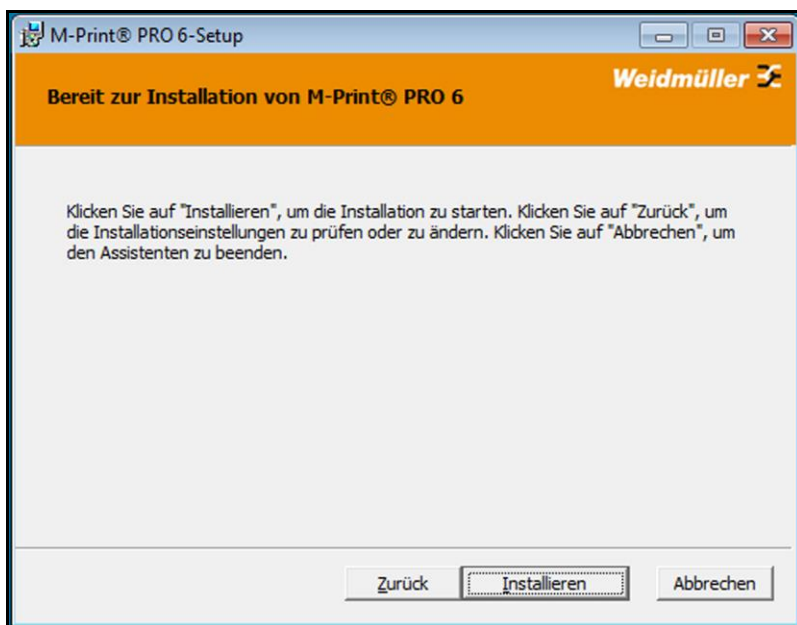 M-Print® PRO 6-Setup
Weidmüller
Bereit zur Installation von M-Print® PRO 6
Klicken Sie auf "Installieren", um die Installation zu starten. Klicken Sie auf "Zurück", um
die Installationseinstellungen zu prüfen oder zu ändern. Klicken Sie auf "Abbrechen", um
den Assistenten zu beenden.
Zurück Installieren Abbrechen